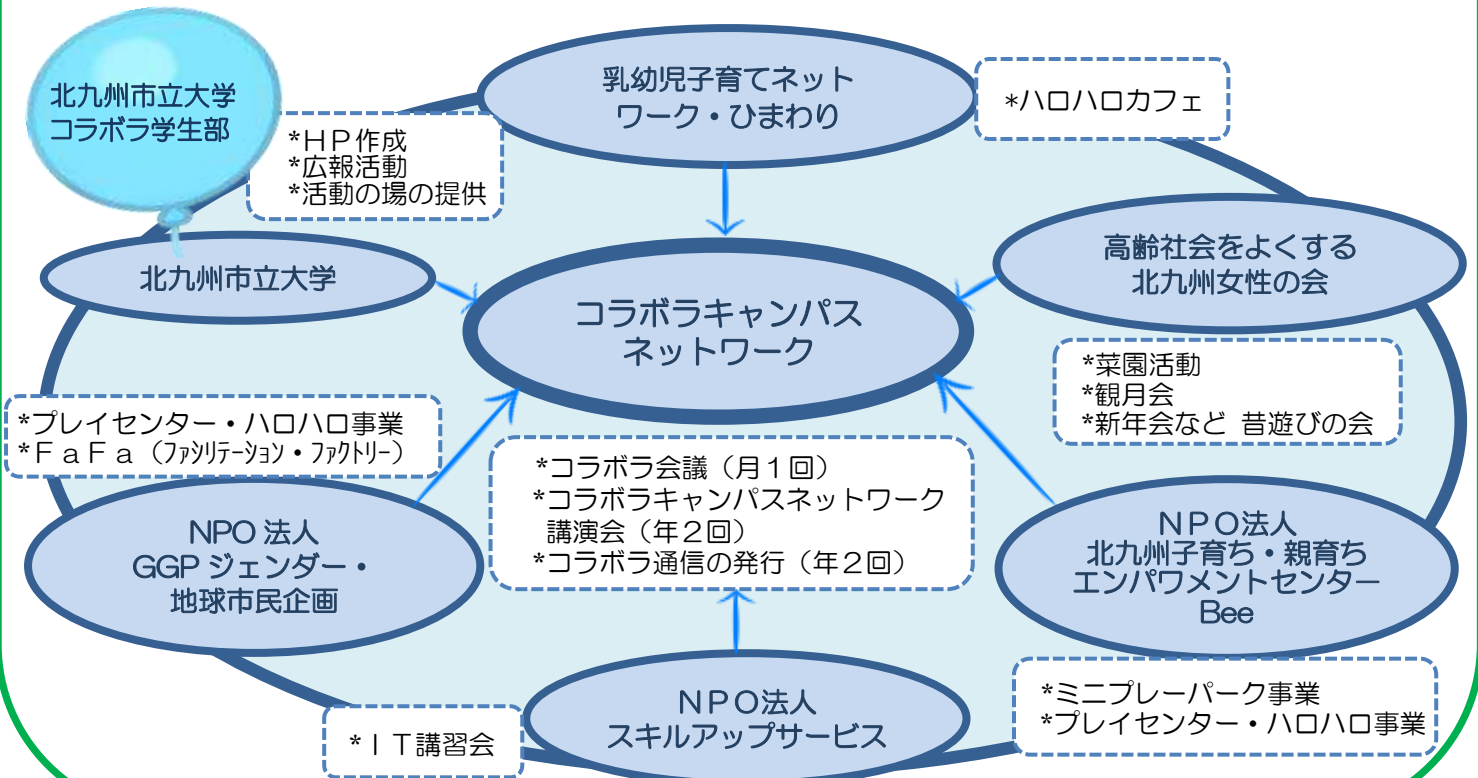 北九州市立大学
コラボラ学生部
*ＨＰ作成
*広報活動
*活動の場の提供
乳幼児子育てネット
ワーク・ひまわり
*ハロハロカフェ
北九州市立大学
コラボラキャンパス
ネットワーク
高齢社会をよくする
北九州女性の会
*菜園活動
*観月会
*新年会など 昔遊びの会
*プレイセンター・ハロハロ事業
*ＦａＦａ（ﾌｧｼﾘﾃｰｼｮﾝ・ﾌｧｸﾄﾘｰ）
*コラボラ会議（月１回）
*コラボラキャンパスネットワーク
講演会（年２回）
*コラボラ通信の発行（年２回）
NPO 法人
GGP ジェンダー・
地球市民企画
ＮＰＯ法人
北九州子育ち・親育ち
エンパワメントセンター
Bee
ＮＰＯ法人
スキルアップサービス
*ＩＴ講習会
*ミニプレーパーク事業
*プレイセンター・ハロハロ事業